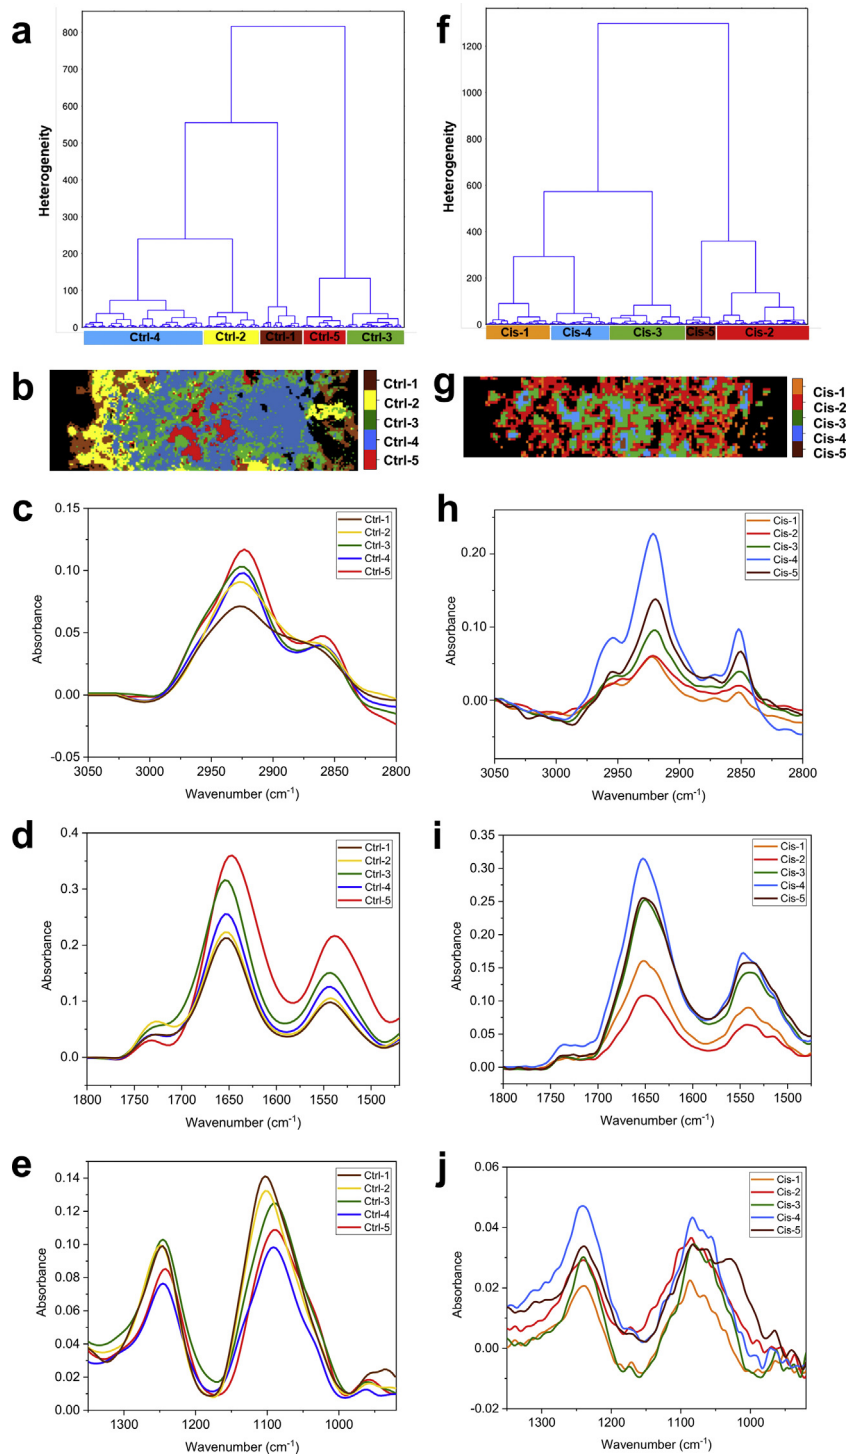 a
Heterogeneity
800
700
600
500
400
300
200
100
0
Ctrl-4 Ctrl-2 Ctrl-1 Ctrl-5 Ctrl-3
f
Heterogeneity
1200
1000
800
600
400
200
0
Cis-1 Cis-4 Cis-3 Cis-5 Cis-2
b
Ctrl-1
Ctrl-2
Ctrl-3
Ctrl-4
Ctrl-5
g
Cis-1
Cis-2
Cis-3
Cis-4
Cis-5
c
Absorbance
0.15
0.10
0.05
0.00
-0.05
Ctrl-1
Ctrl-2
Ctrl-3
Ctrl-4
Ctrl-5
3050 3000 2950 2900 2850 2800
Wavenumber (cm-1)
h
Absorbance
0.20
0.10
0.00
Cis-1
Cis-2
Cis-3
Cis-4
Cis-5
3050 3000 2950 2900 2850 2800
Wavenumber (cm-1)
d
Absorbance
0.4
0.3
0.2
0.1
0.0
Ctrl-1
Ctrl-2
Ctrl-3
Ctrl-4
Ctrl-5
1800 1750 1700 1650 1600 1550 1500
Wavenumber (cm-1)
i
Absorbance
0.35
0.30
0.25
0.20
0.15
0.10
0.05
0.00
Cis-1
Cis-2
Cis-3
Cis-4
Cis-5
1800 1750 1700 1650 1600 1550 1500
Wavenumber (cm-1)
e
Absorbance
0.14
0.12
0.10
0.08
0.06
0.04
0.02
0.00
Ctrl-1
Ctrl-2
Ctrl-3
Ctrl-4
Ctrl-5
1300 1200 1100 1000
Wavenumber (cm-1)
j
Absorbance
0.06
0.04
0.02
0.00
-0.02
Cis-1
Cis-2
Cis-3
Cis-4
Cis-5
1300 1200 1100 1000
Wavenumber (cm-1)